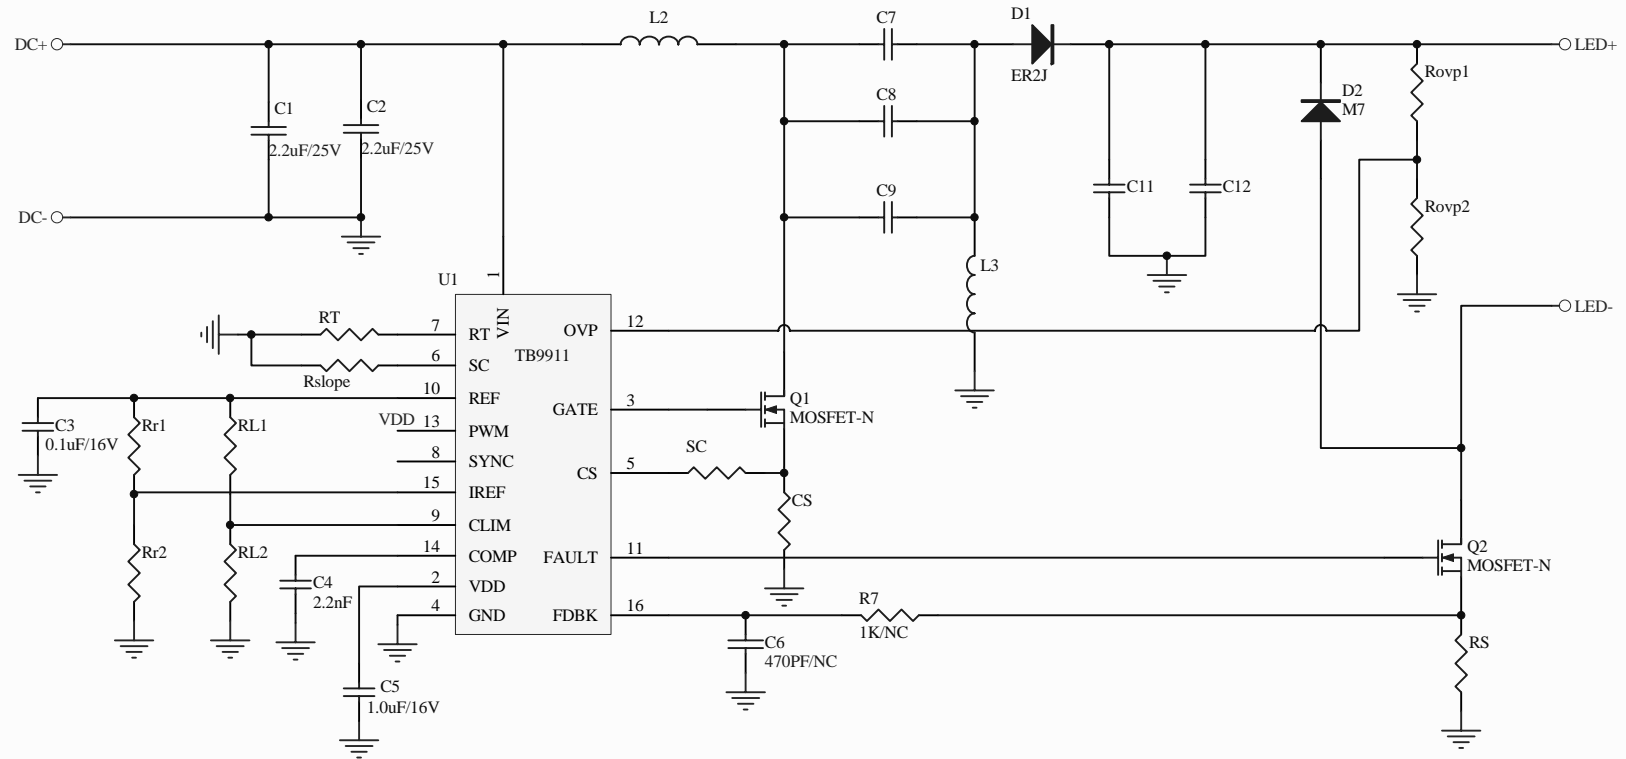 DC+
L2
C7
D1
ER2J
LED+
C1
2.2uF/25V
C2
2.2uF/25V
C8
D2
M7
Rovp1
C9
C11
C12
Rovp2
DC-
L3
LED-
U1
1
VIN
TB9911
RT
7
RT
Rslope
6
SC
10
REF
VDD
13
PWM
8
SYNC
15
IREF
9
CLIM
14
COMP
2
VDD
4
GND
OVP
12
GATE
3
CS
5
FAULT
11
FDBK
16
C3
0.1uF/16V
Rr1
RL1
Rr2
RL2
C4
2.2nF
C5
1.0uF/16V
Q1
MOSFET-N
SC
CS
C6
470PF/NC
R7
1K/NC
Q2
MOSFET-N
RS